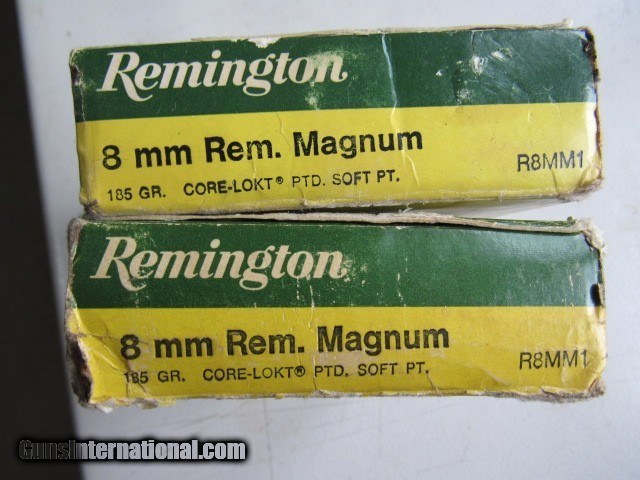 Remington
8 mm Rem. Magnum
R8MM1
185 GR. CORE-LOKT® PTD. SOFT PT.
Remington
8 mm Rem. Magnum
R8MM1
185 GR. CORE-LOKT® PTD. SOFT PT.
GunsInternational.com